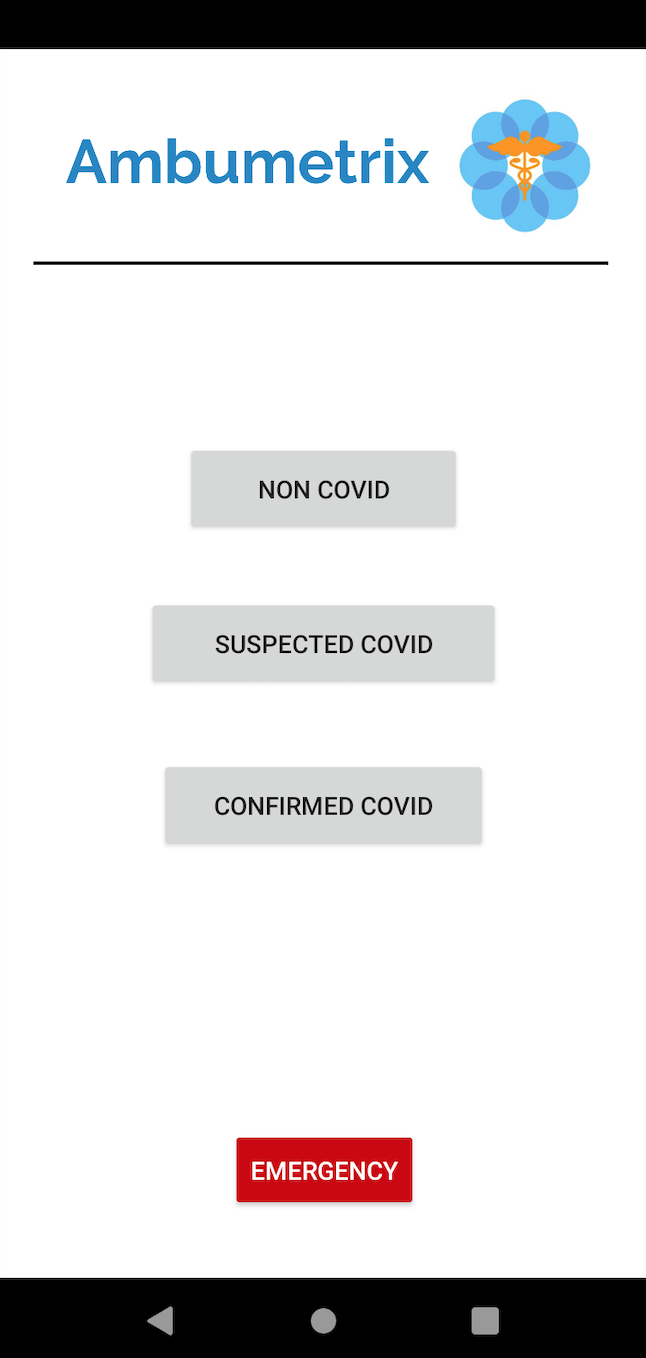 Ambumetrix
NON COVID
SUSPECTED COVID
CONFIRMED COVID
EMERGENCY